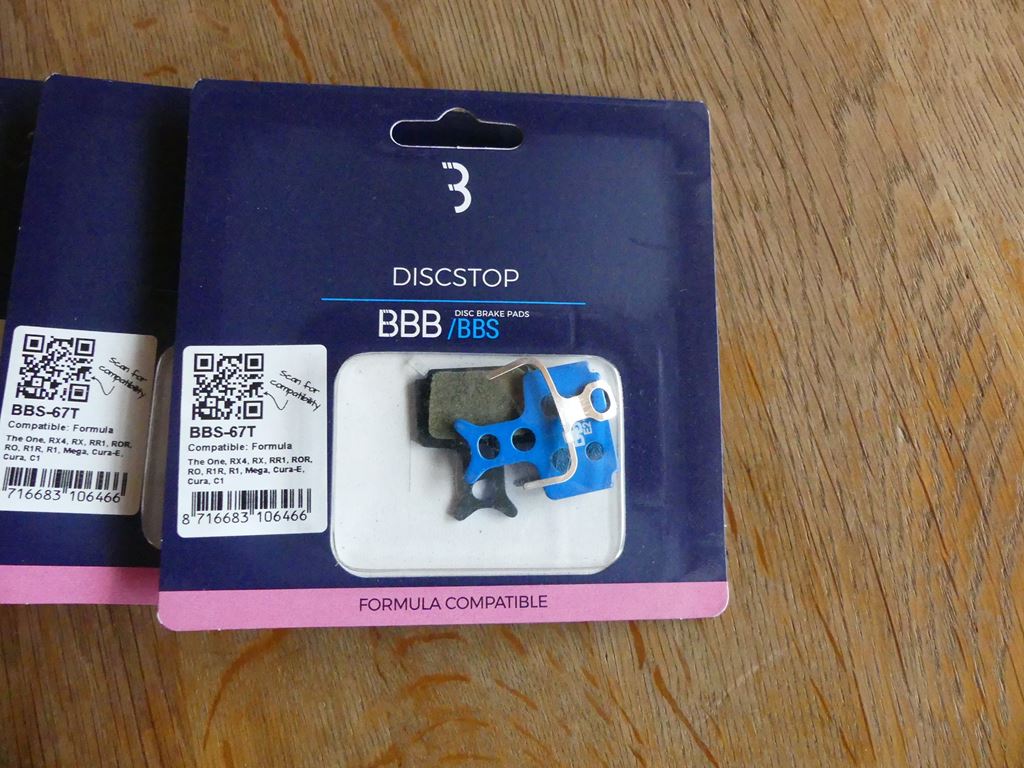 DISCSTOP
BBB /BBS
DISC BRAKE PADS
Scan for
compatibility
BBS-67T
Compatible: Formula
The One, RX4, RX, RR1, ROR,
RO, R1R, R1, Mega, Cura-E,
Cura, C1
716683 106466
Scan for
compatibility
BBS-67T
Compatible: Formula
The One, RX4, RX, RR1, ROR,
RO, R1R, R1, Mega, Cura-E,
Cura, C1
8 716683 106466
FORMULA COMPATIBLE